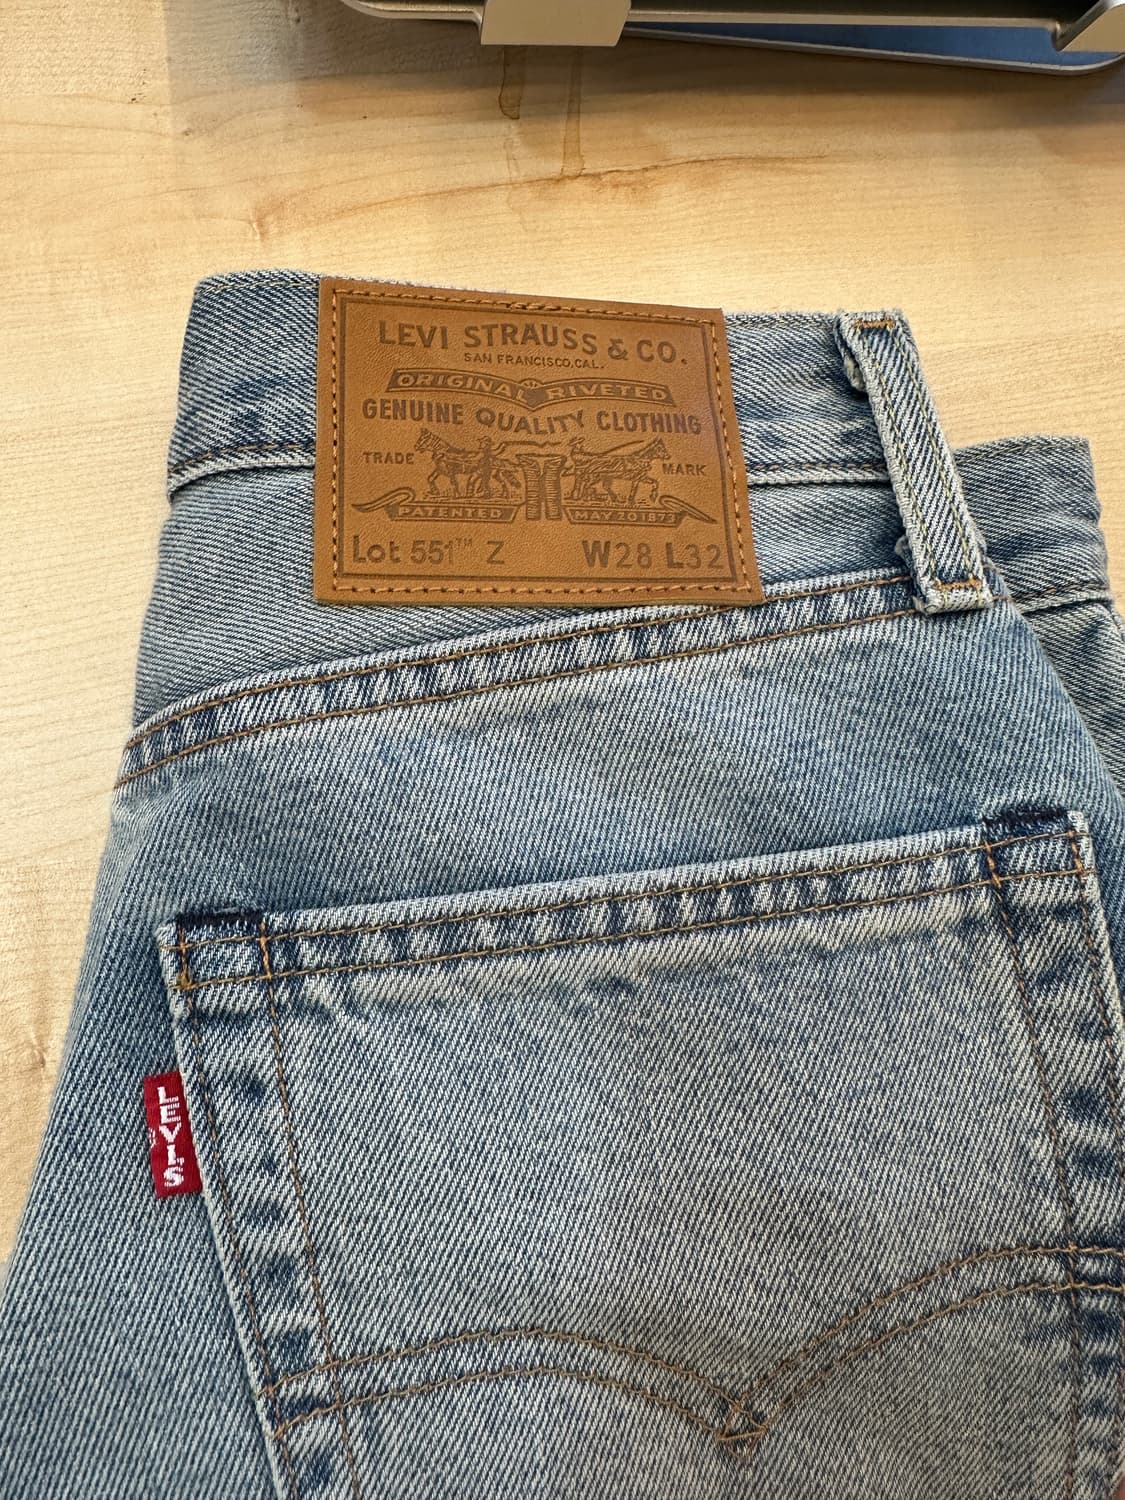 LEVI STRAUSS & CO.
SAN FRANCISCO, CAL.
ORIGINAL RIVETED
GENUINE QUALITY CLOTHING
TRADE MARK
PATENTED MAY 20 1873
Lot 551™ Z W28 L32
LEVI'S